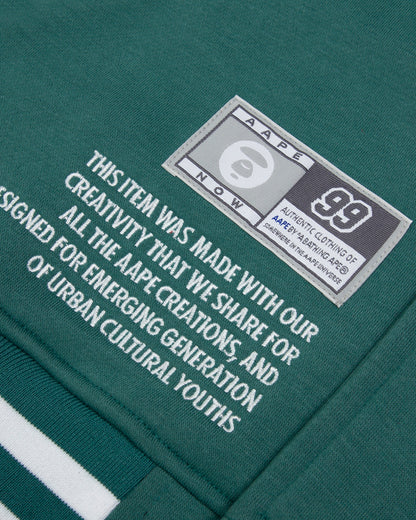 AAPE
NOW
99
AUTHENTIC CLOTHING OF
AAPE BY *A BATHING APE®
SOMEWHERE IN THE AAPE UNIVERSE
THIS ITEM WAS MADE WITH OUR
CREATIVITY THAT WE SHARE FOR
ALL THE AAPE CREATIONS, AND
SIGNED FOR EMERGING GENERATION
OF URBAN CULTURAL YOUTHS